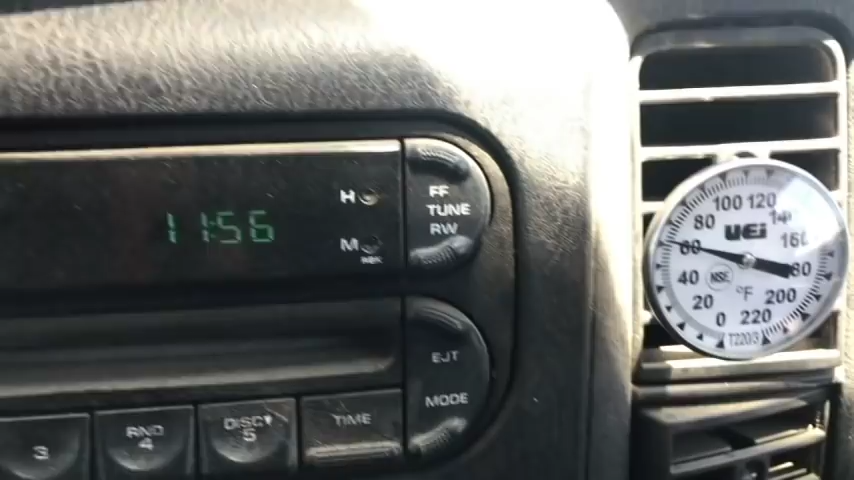 11:56
H
M
FF
TUNE
RW
EJT
MODE
3
RND
4
DISC
5
TIME
100 120
80 140
UEi
60 160
40 NSF 180
°F
20 200
0 220
T220/3